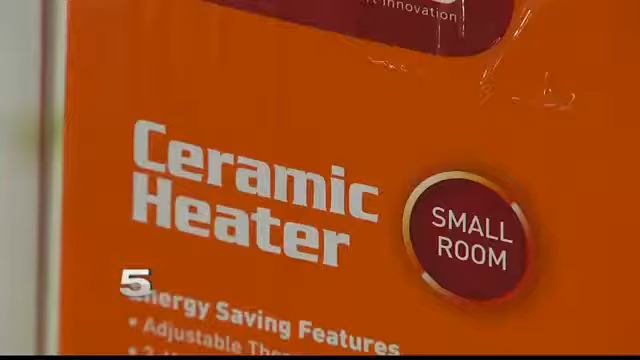 Innovation
Ceramic
Heater
SMALL
ROOM
5
Energy Saving Features
• Adjustable